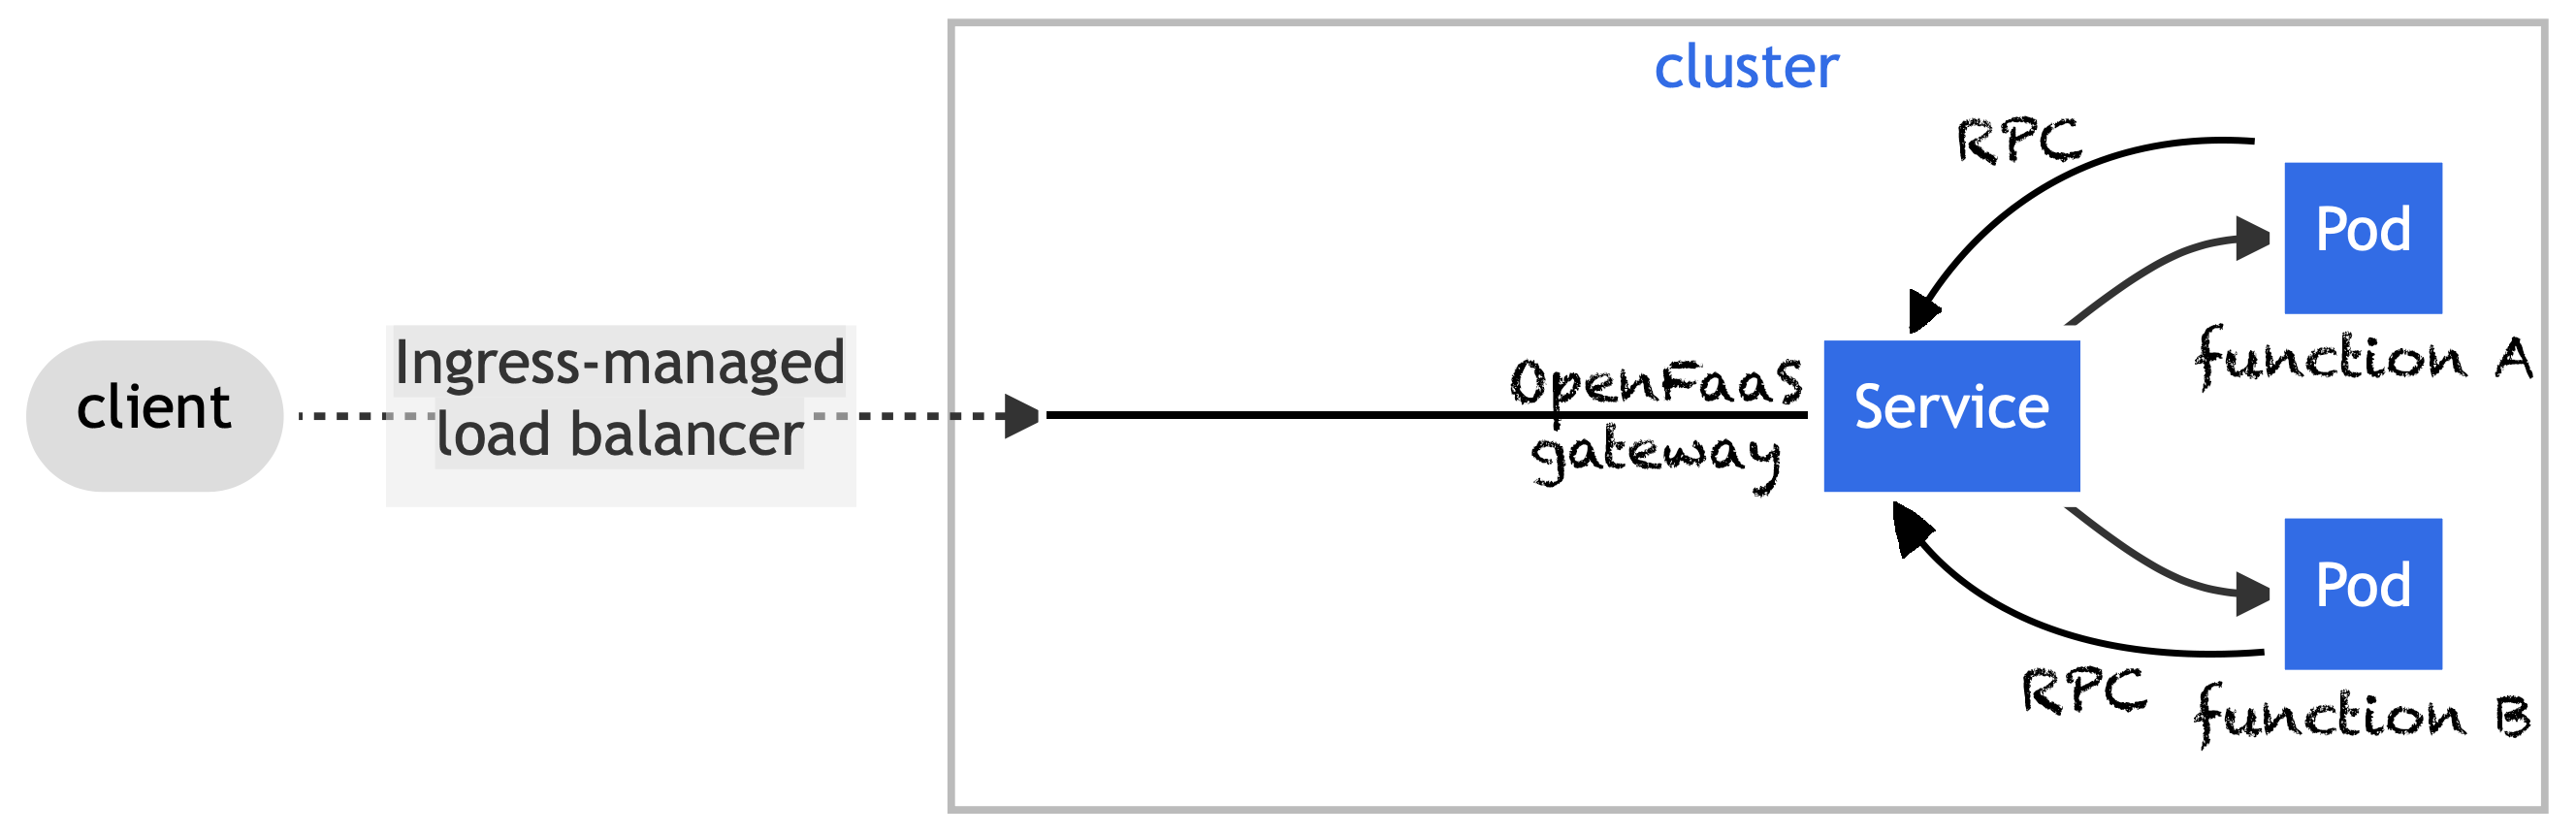 cluster
RPC
Pod
function A
client
Ingress-managed
load balancer
OpenFaaS
gateway
Service
Pod
RPC
function B